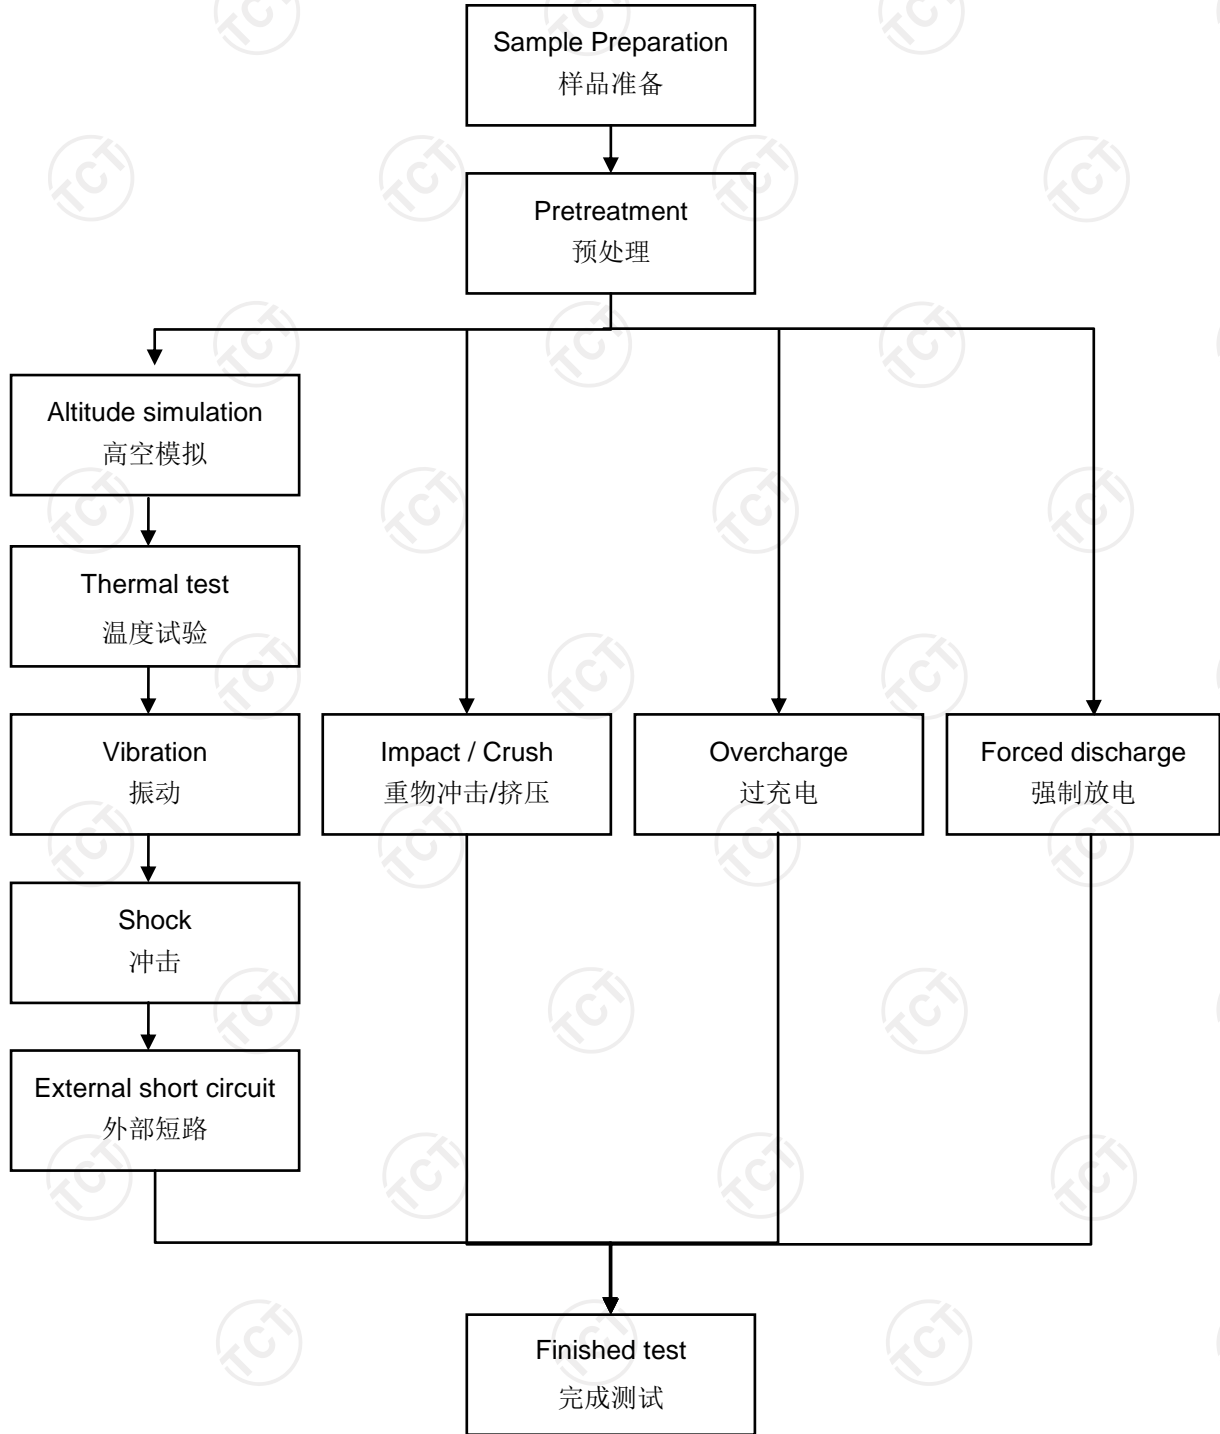 Sample Preparation
样品准备
Pretreatment
预处理
Altitude simulation
高空模拟
Thermal test
温度试验
Vibration
振动
Impact / Crush
重物冲击/挤压
Overcharge
过充电
Forced discharge
强制放电
Shock
冲击
External short circuit
外部短路
Finished test
完成测试
TCT